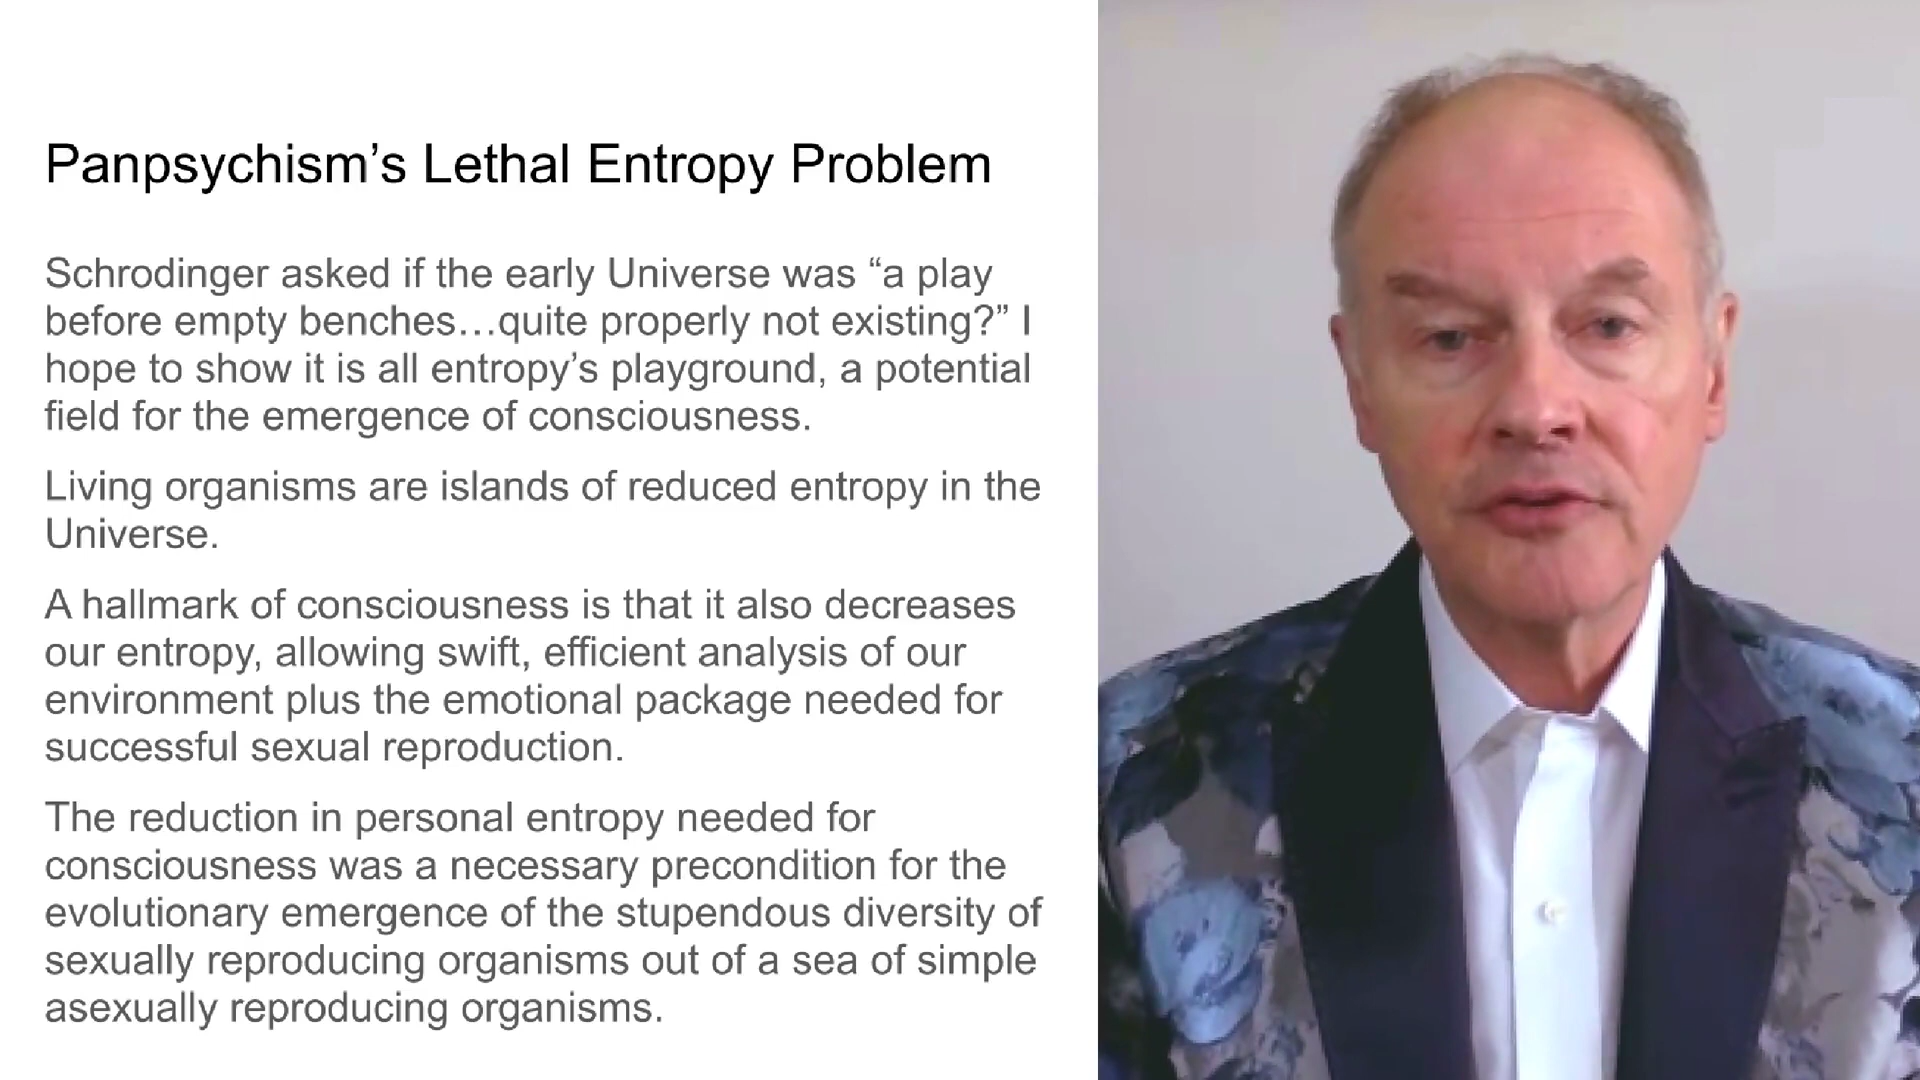 Panpsychism’s Lethal Entropy Problem
Schrodinger asked if the early Universe was “a play
before empty benches…quite properly not existing?” I
hope to show it is all entropy’s playground, a potential
field for the emergence of consciousness.
Living organisms are islands of reduced entropy in the
Universe.
A hallmark of consciousness is that it also decreases
our entropy, allowing swift, efficient analysis of our
environment plus the emotional package needed for
successful sexual reproduction.
The reduction in personal entropy needed for
consciousness was a necessary precondition for the
evolutionary emergence of the stupendous diversity of
sexually reproducing organisms out of a sea of simple
asexually reproducing organisms.